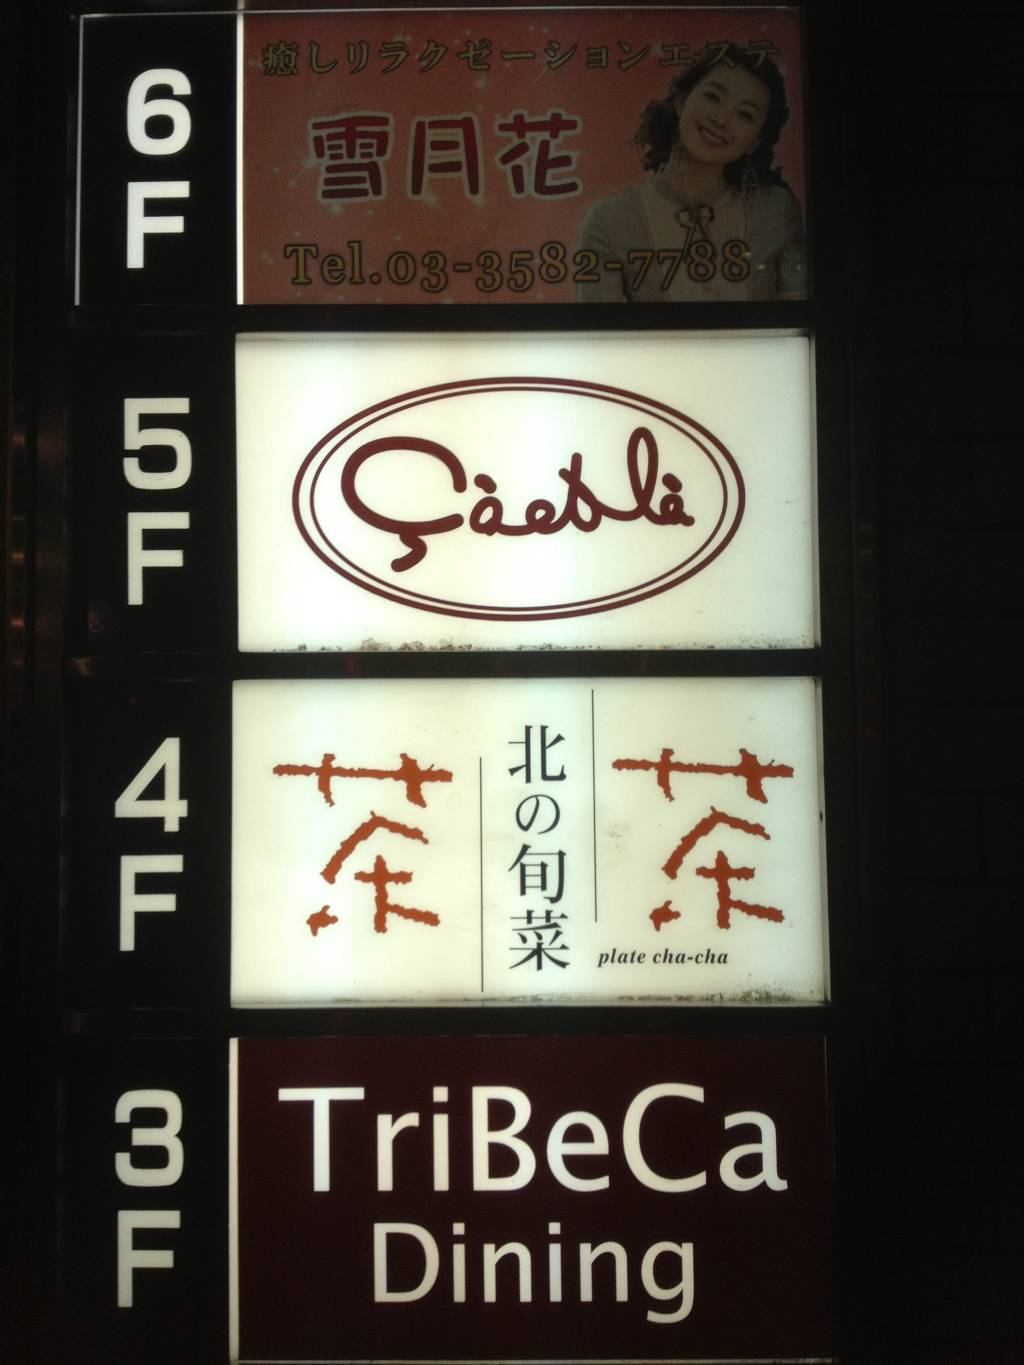 6F
癒しリラクゼーションエステ
雪月花
Tel.03-3582-7788
5F
4F
茶茶
北の旬菜
plate cha-cha
3F
TriBeCa
Dining